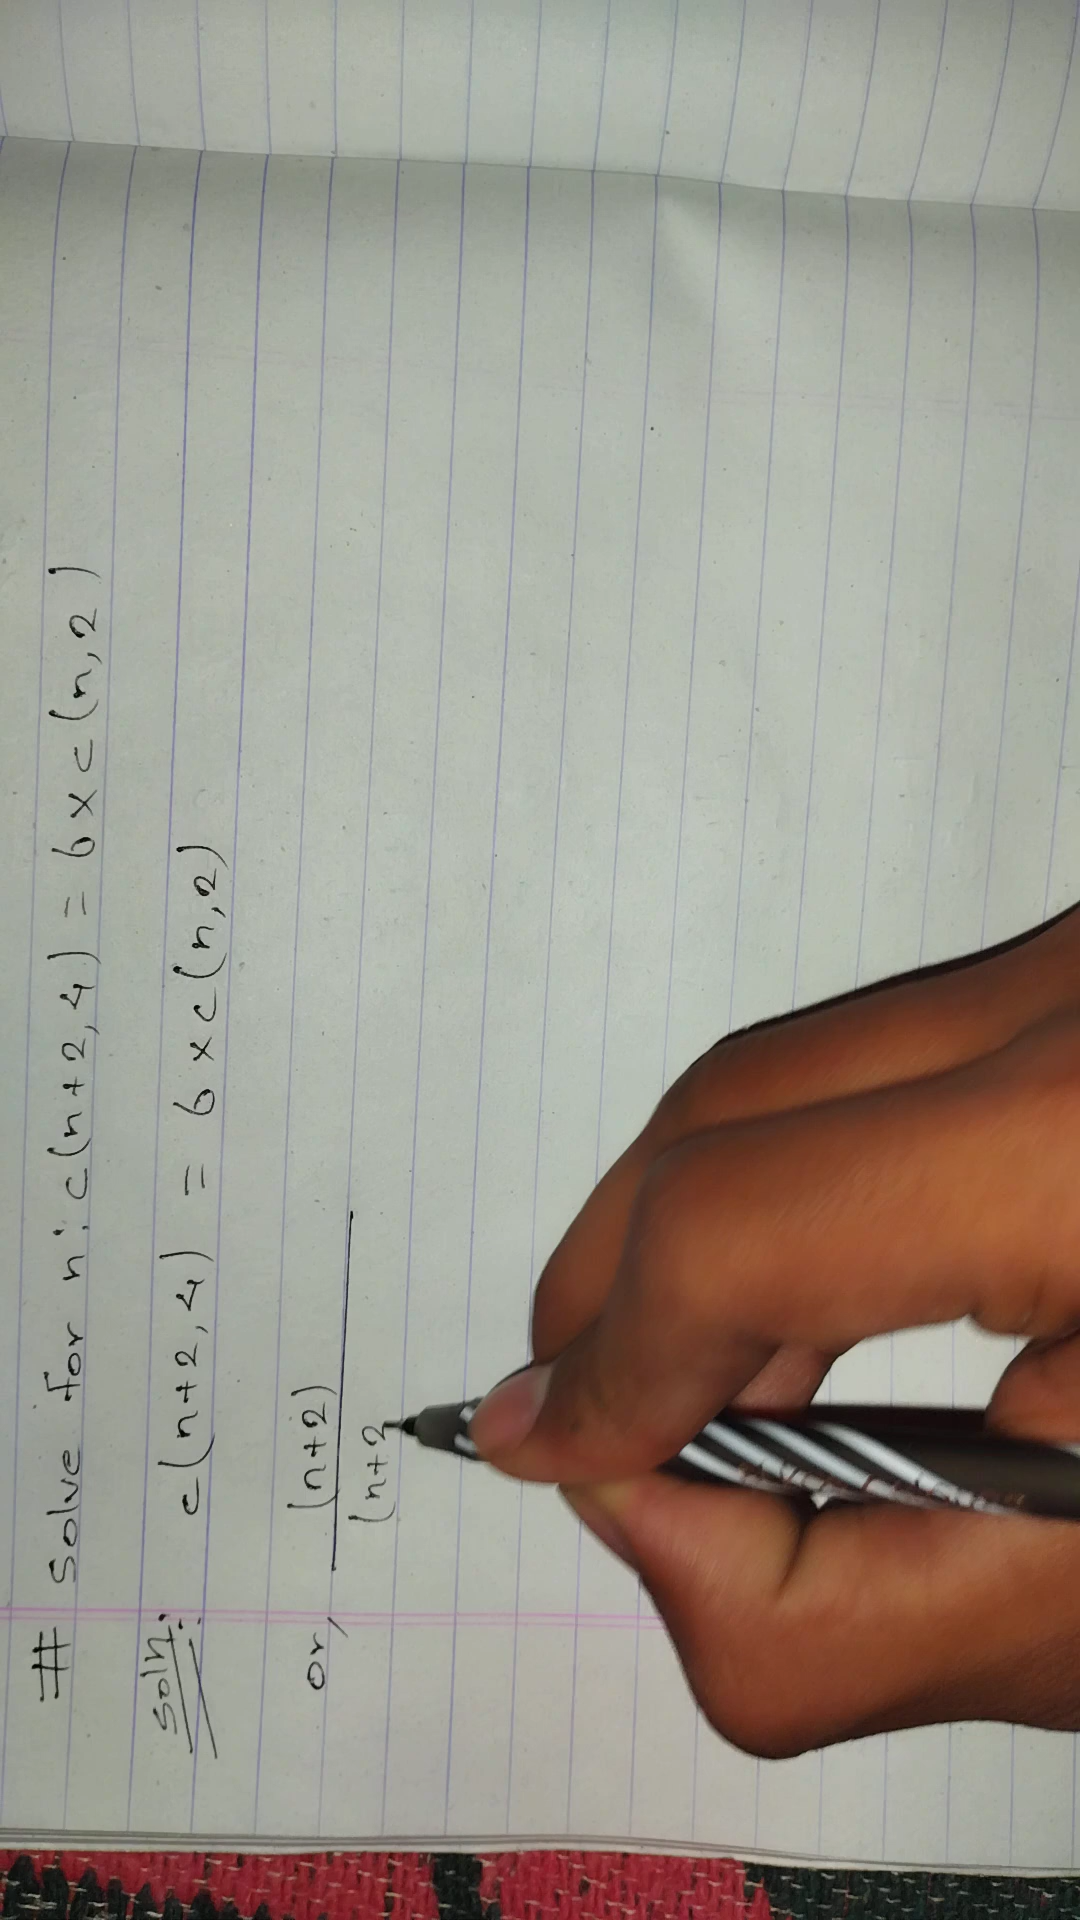 # Solve for n: c(n+2,4) = 6 x c(n,2)
Soln: c(n+2,4) = 6 x c(n,2)
or, (n+2)
(n+2